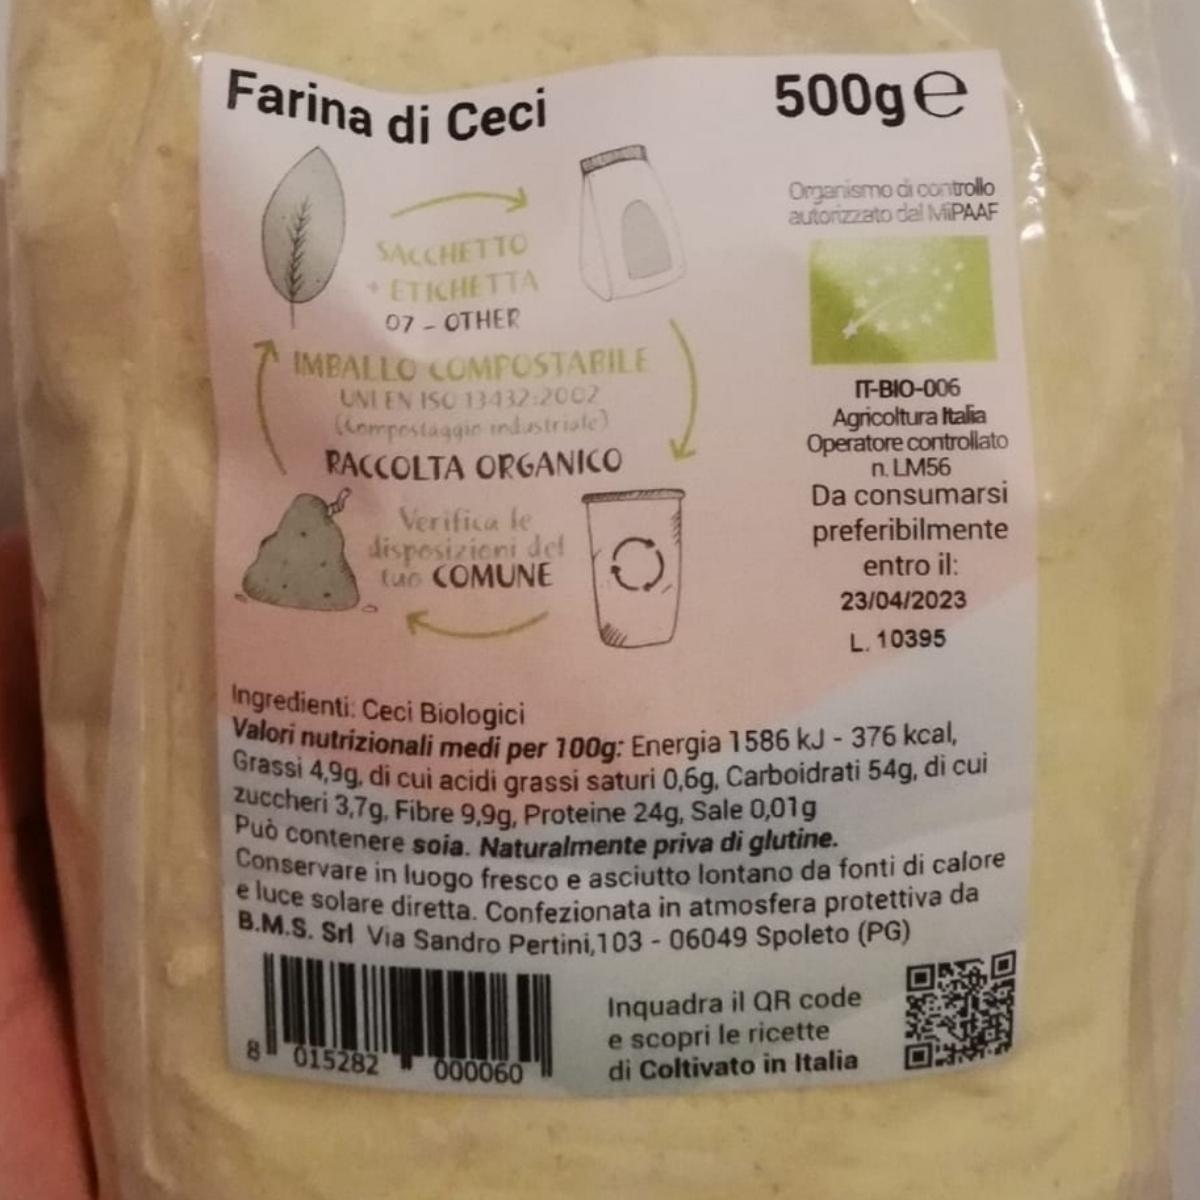 Farina di Ceci
500g ℮
SACCHETTO
+ ETICHETTA
07 - OTHER
IMBALLO COMPOSTABILE
UNI EN ISO 13432:2002
(Compostaggio industriale)
RACCOLTA ORGANICO
Verifica le
disposizioni del
tuo COMUNE
Organismo di controllo
autorizzato dal MiPAAF
IT-BIO-006
Agricoltura Italia
Operatore controllato
n. LM56
Da consumarsi
preferibilmente
entro il:
23/04/2023
L. 10395
Ingredienti: Ceci Biologici
Valori nutrizionali medi per 100g: Energia 1586 kJ - 376 kcal,
Grassi 4,9g, di cui acidi grassi saturi 0,6g, Carboidrati 54g, di cui
zuccheri 3,7g, Fibre 9,9g, Proteine 24g, Sale 0,01g
Può contenere soia. Naturalmente priva di glutine.
Conservare in luogo fresco e asciutto lontano da fonti di calore
e luce solare diretta. Confezionata in atmosfera protettiva da
B.M.S. Srl Via Sandro Pertini,103 - 06049 Spoleto (PG)
8 015282 000060
Inquadra il QR code
e scopri le ricette
di Coltivato in Italia